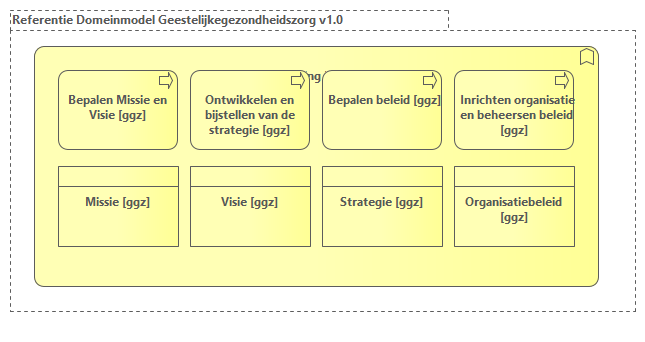 Referentie Domeinmodel Geestelijkegezondheidszorg v1.0
Bepalen Missie en
Visie [ggz]
Ontwikkelen en
bijstellen van de
strategie [ggz]
Bepalen beleid [ggz]
Inrichten organisatie
en beheersen beleid
[ggz]
Missie [ggz]
Visie [ggz]
Strategie [ggz]
Organisatiebeleid
[ggz]